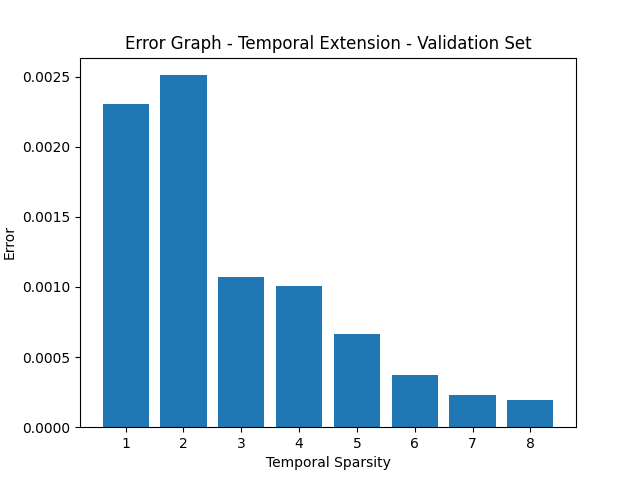 Error Graph - Temporal Extension - Validation Set
0.0025
0.0020
0.0015
0.0010
0.0005
0.0000
Error
1 2 3 4 5 6 7 8
Temporal Sparsity